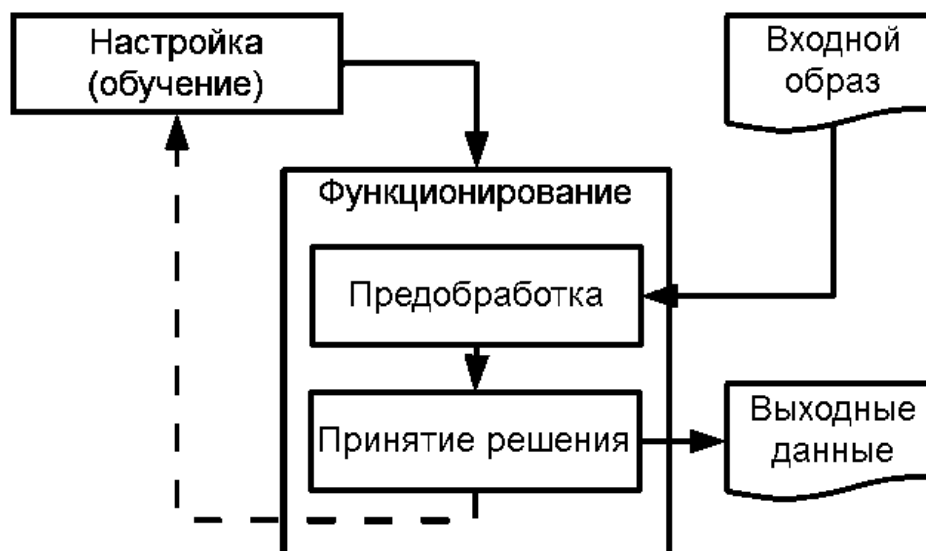 Настройка
(обучение)
Входной
образ
Функционирование
Предобработка
Принятие решения
Выходные
данные